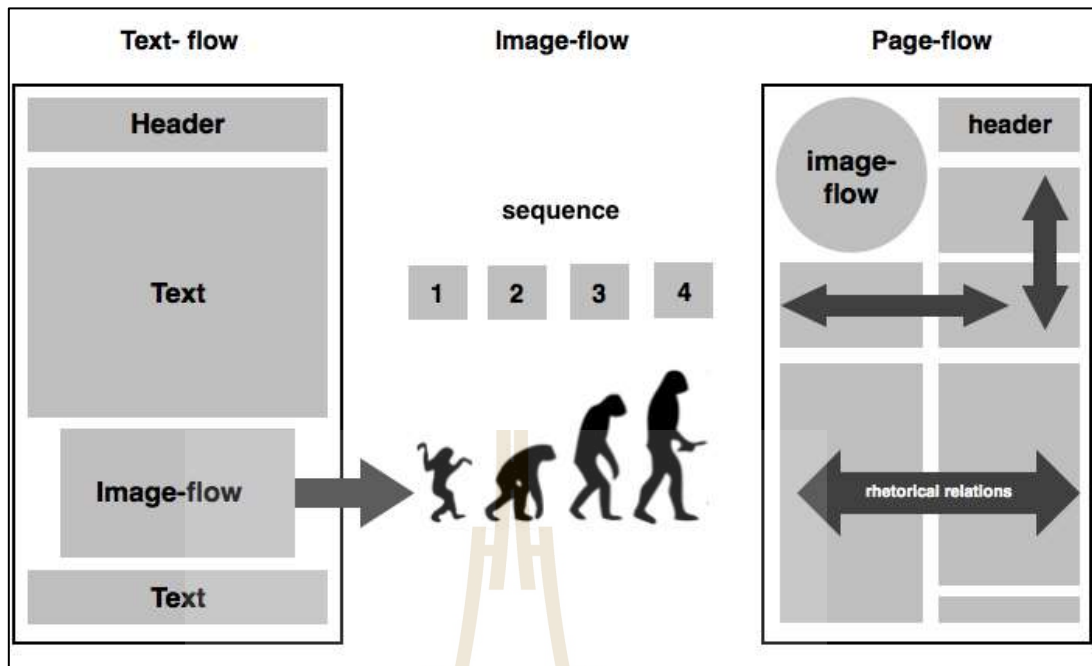 Text- flow
Image-flow
Page-flow
Header
Text
Image-flow
Text
sequence
1 2 3 4
image-
flow
header
rhetorical relations